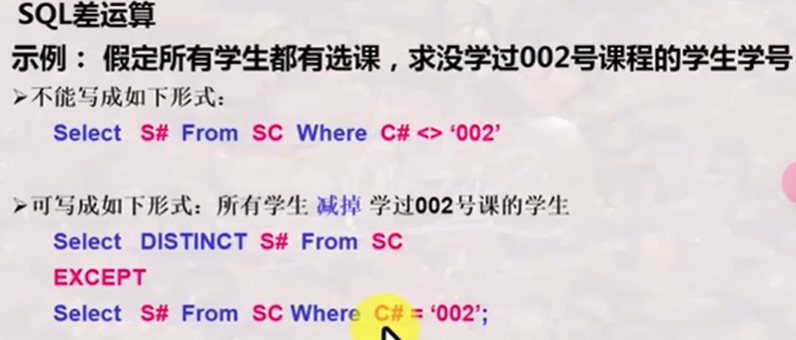 SQL差运算
示例： 假定所有学生都有选课，求没学过002号课程的学生学号
➢不能写成如下形式：
Select S# From SC Where C# <> ‘002’
➢可写成如下形式：所有学生 减掉 学过002号课的学生
Select DISTINCT S# From SC
EXCEPT
Select S# From SC Where C# = ‘002’;